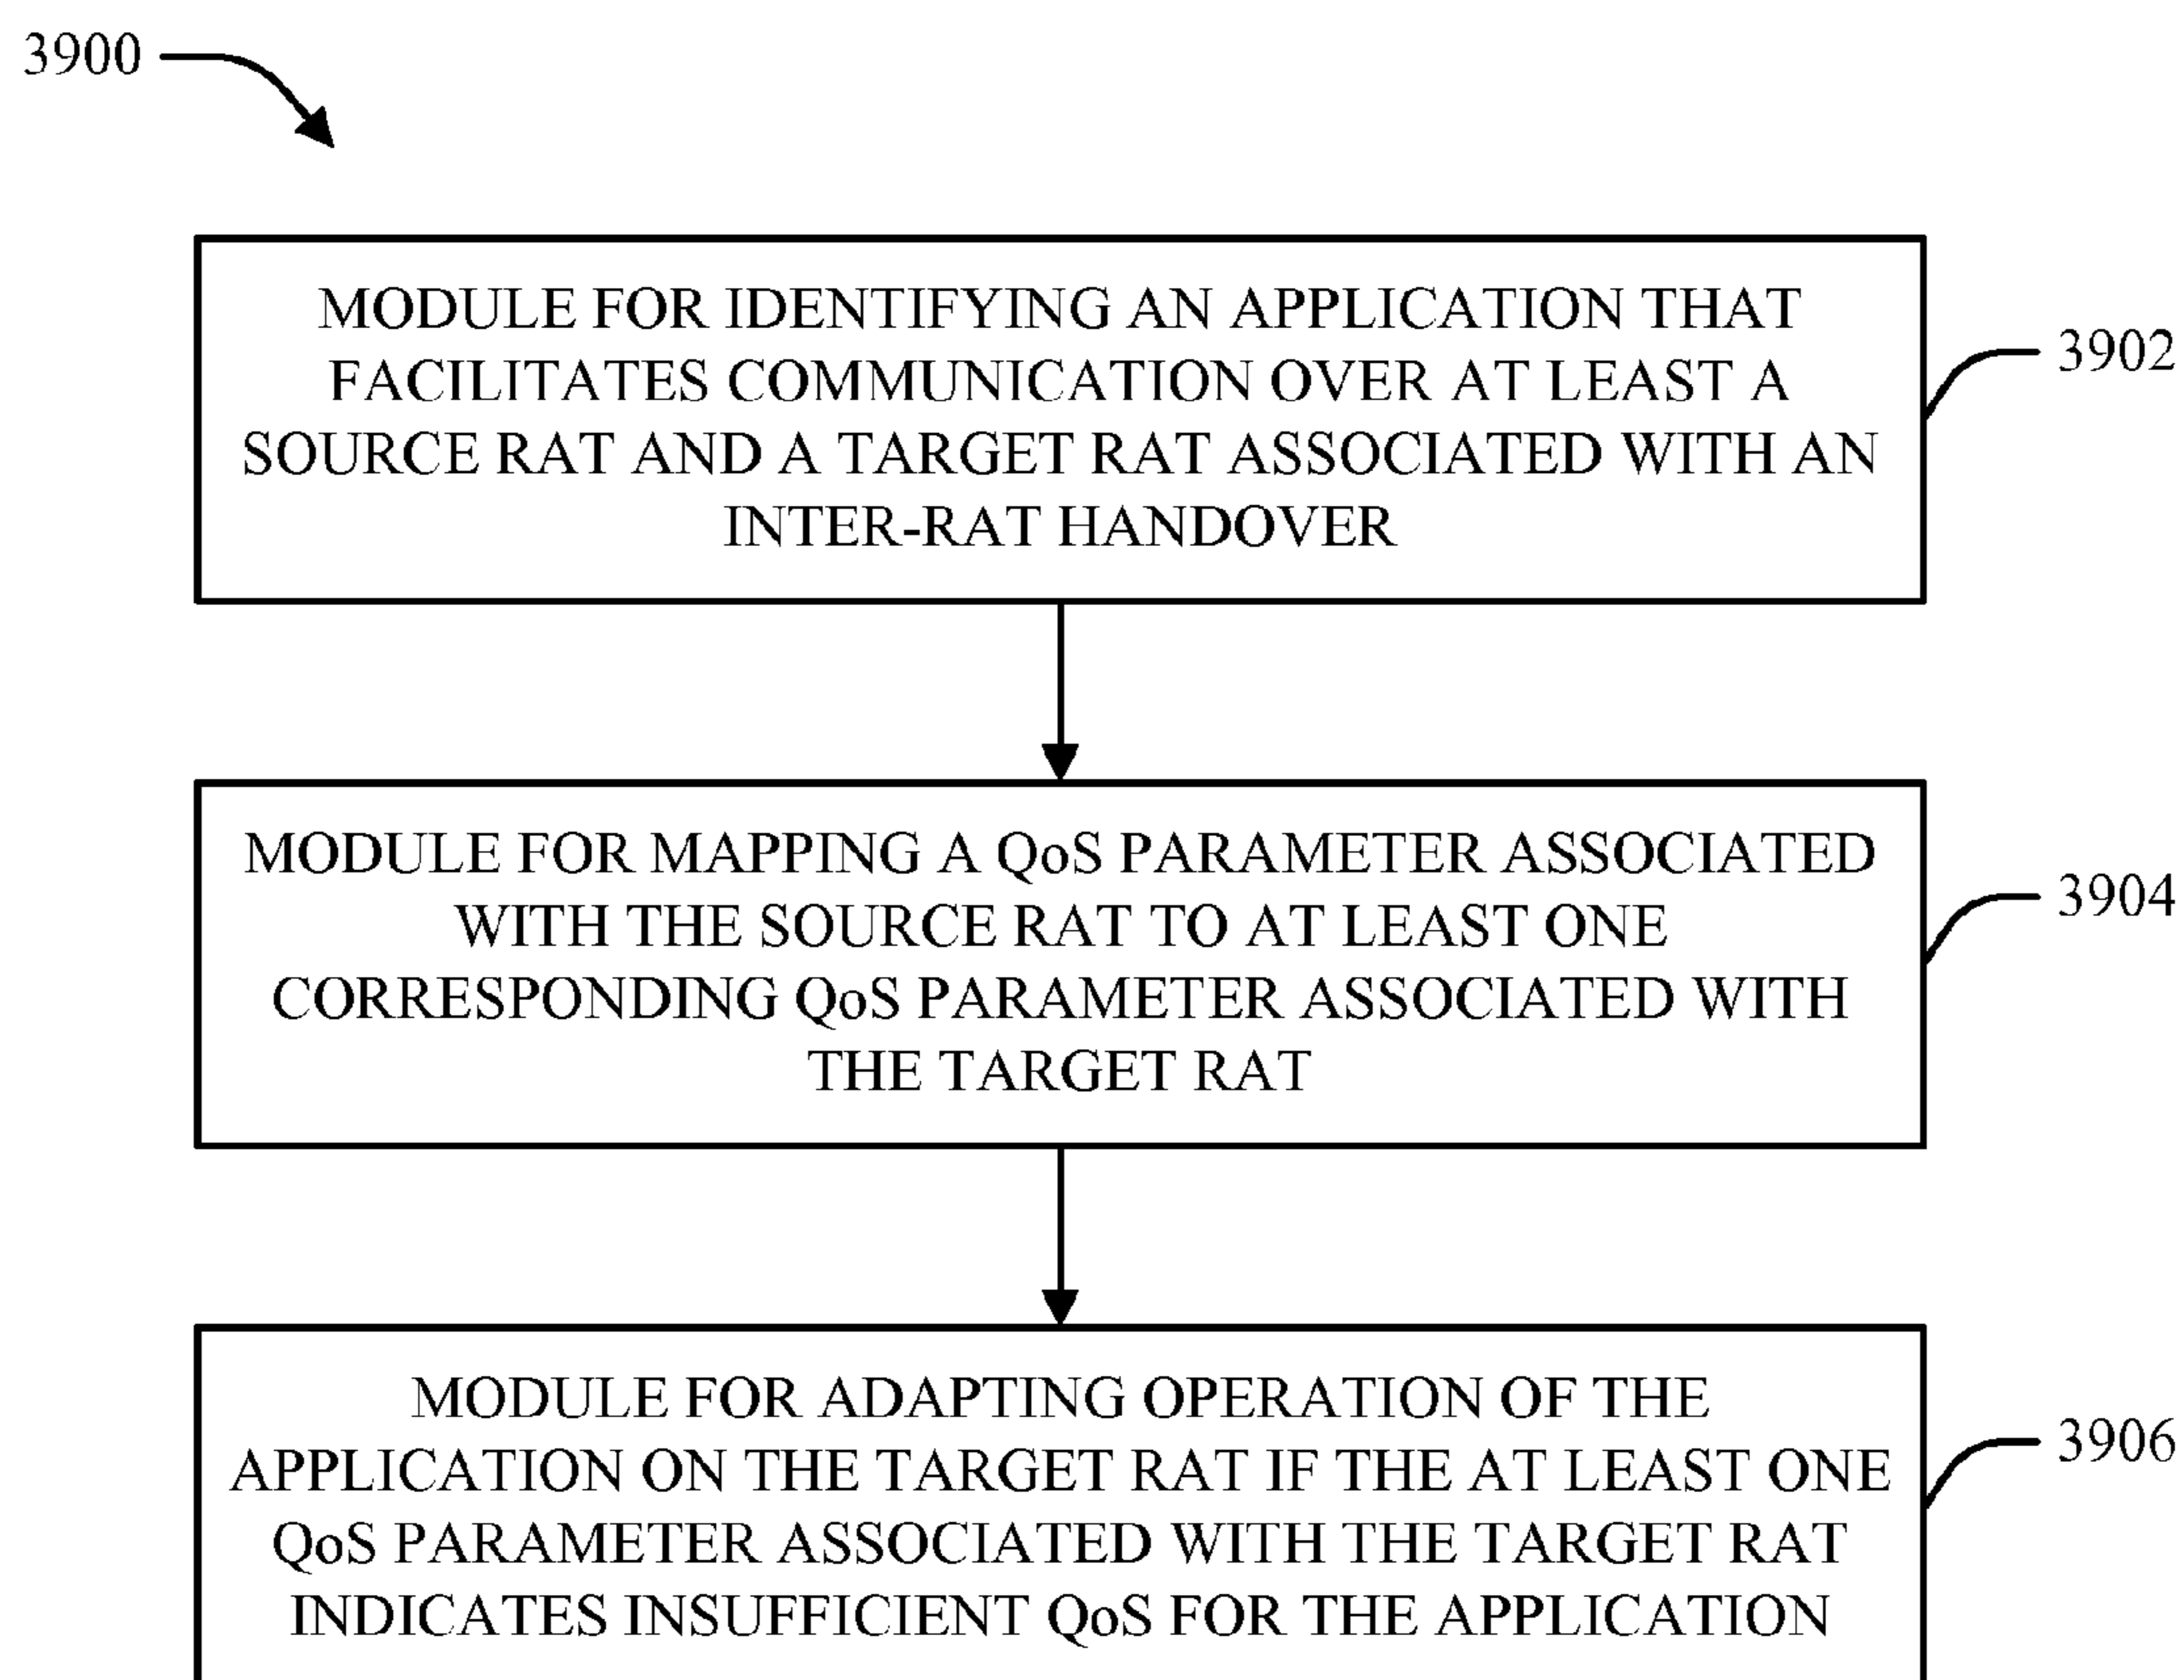 3900
MODULE FOR IDENTIFYING AN APPLICATION THAT
FACILITATES COMMUNICATION OVER AT LEAST A
SOURCE RAT AND A TARGET RAT ASSOCIATED WITH AN
INTER-RAT HANDOVER
3902
MODULE FOR MAPPING A QoS PARAMETER ASSOCIATED
WITH THE SOURCE RAT TO AT LEAST ONE
CORRESPONDING QoS PARAMETER ASSOCIATED WITH
THE TARGET RAT
3904
MODULE FOR ADAPTING OPERATION OF THE
APPLICATION ON THE TARGET RAT IF THE AT LEAST ONE
QoS PARAMETER ASSOCIATED WITH THE TARGET RAT
INDICATES INSUFFICIENT QoS FOR THE APPLICATION
3906